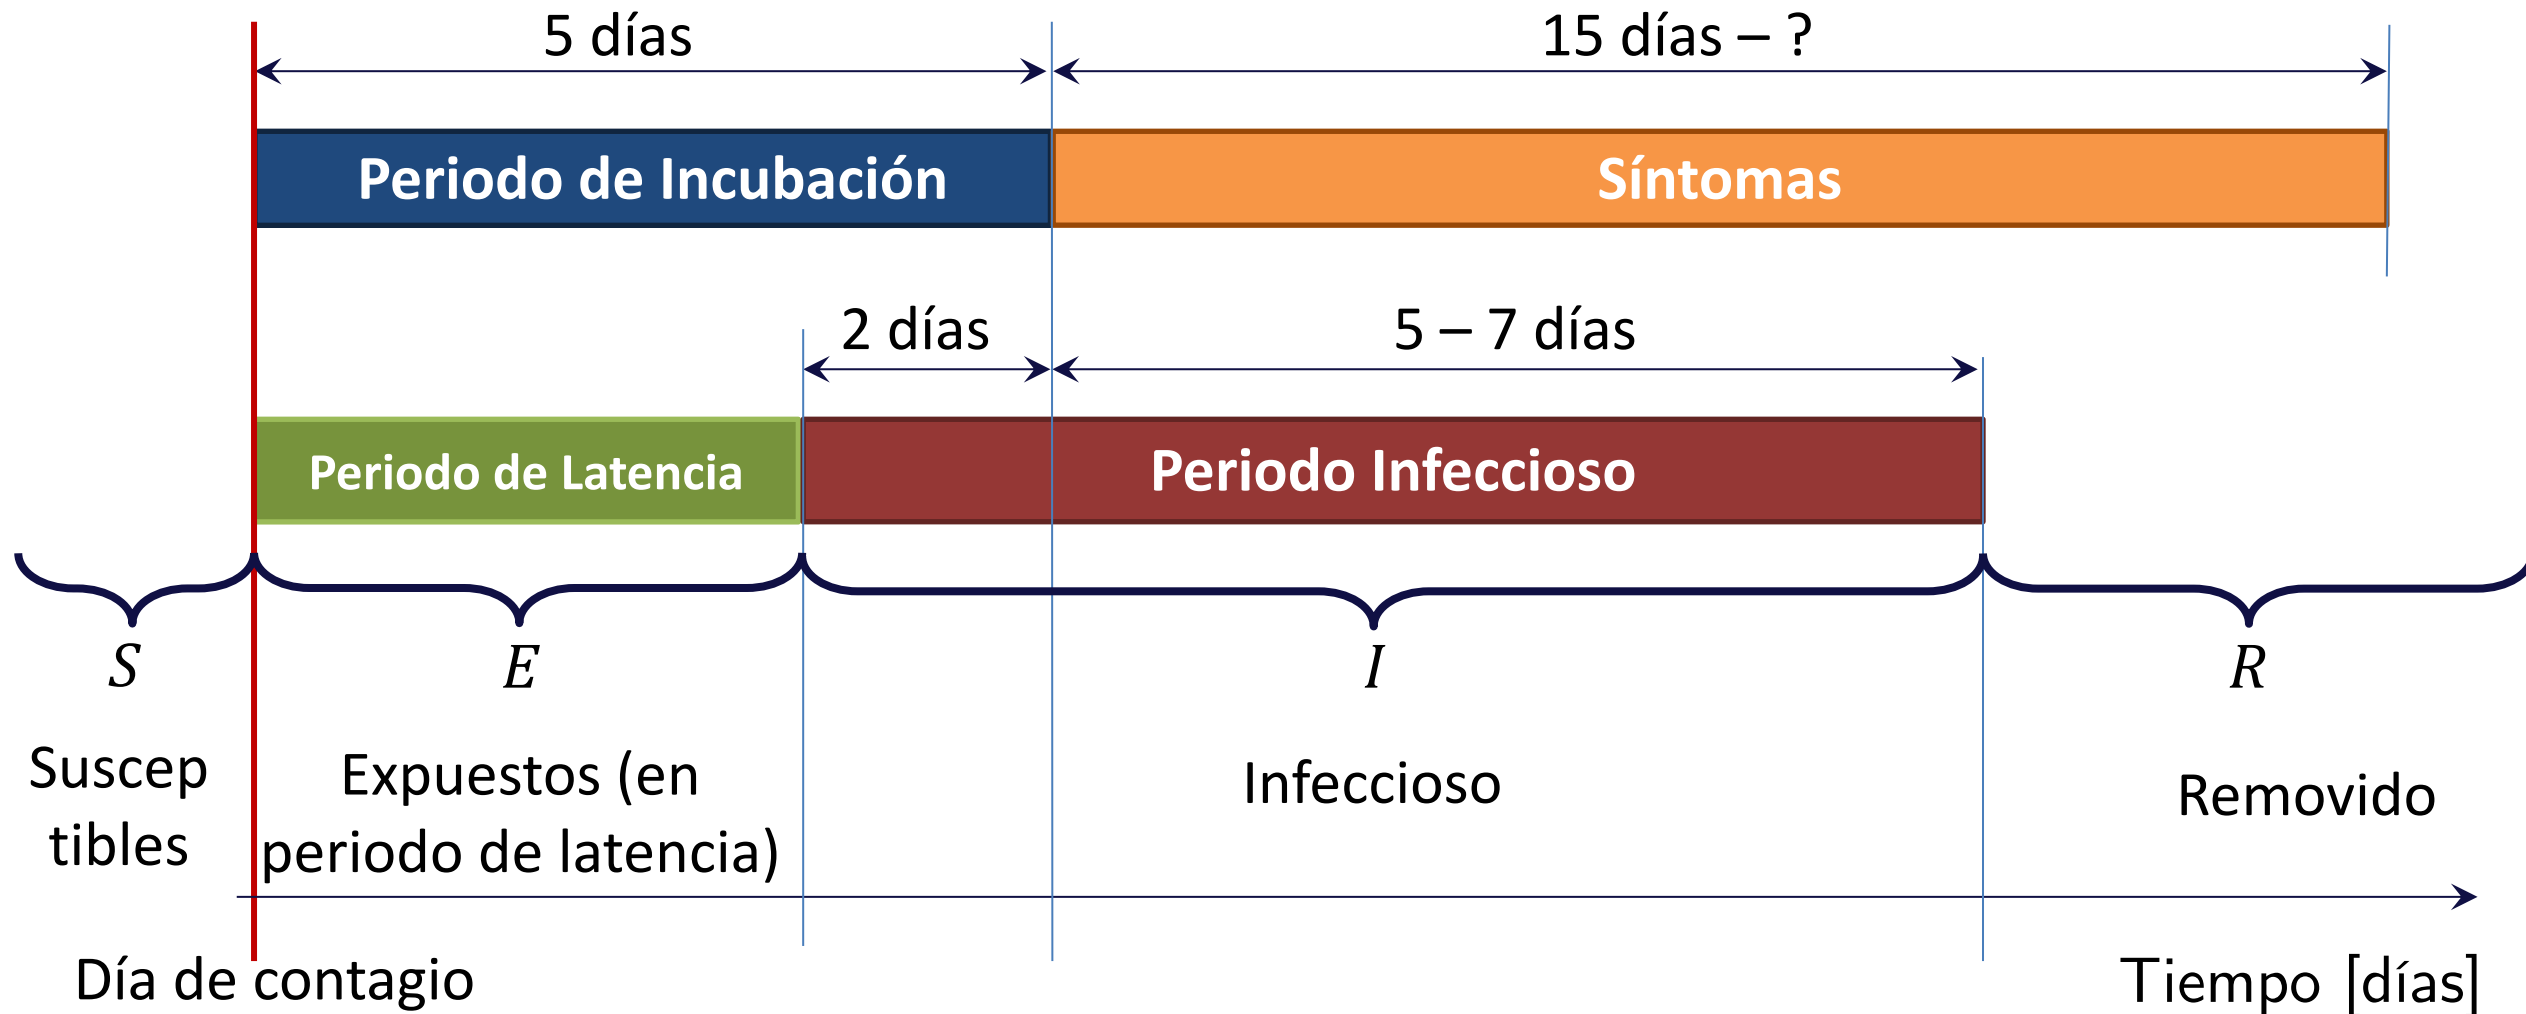 5 días
15 días – ?
Periodo de Incubación
Síntomas
2 días
5 – 7 días
Periodo de Latencia
Periodo Infeccioso
S
E
I
R
Suscep
tibles
Expuestos (en
periodo de latencia)
Infeccioso
Removido
Día de contagio
Tiempo [días]